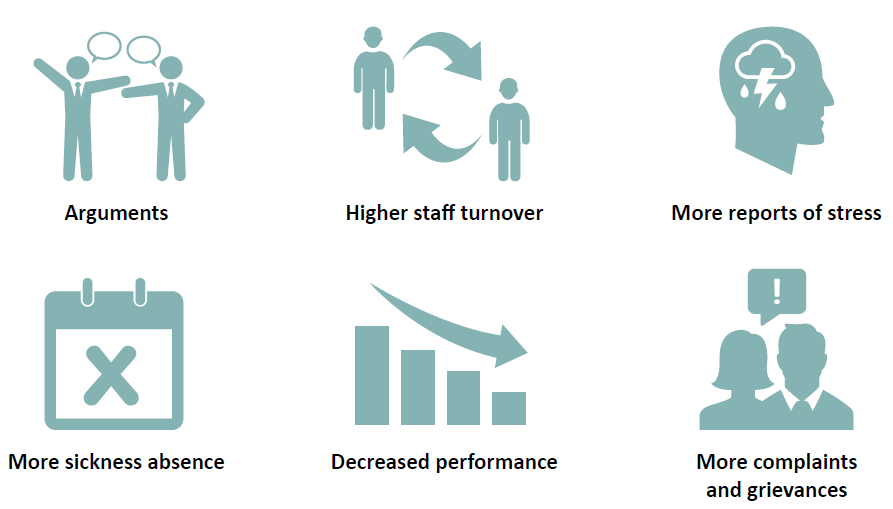 Arguments
Higher staff turnover
More reports of stress
!
More sickness absence
Decreased performance
More complaints
and grievances